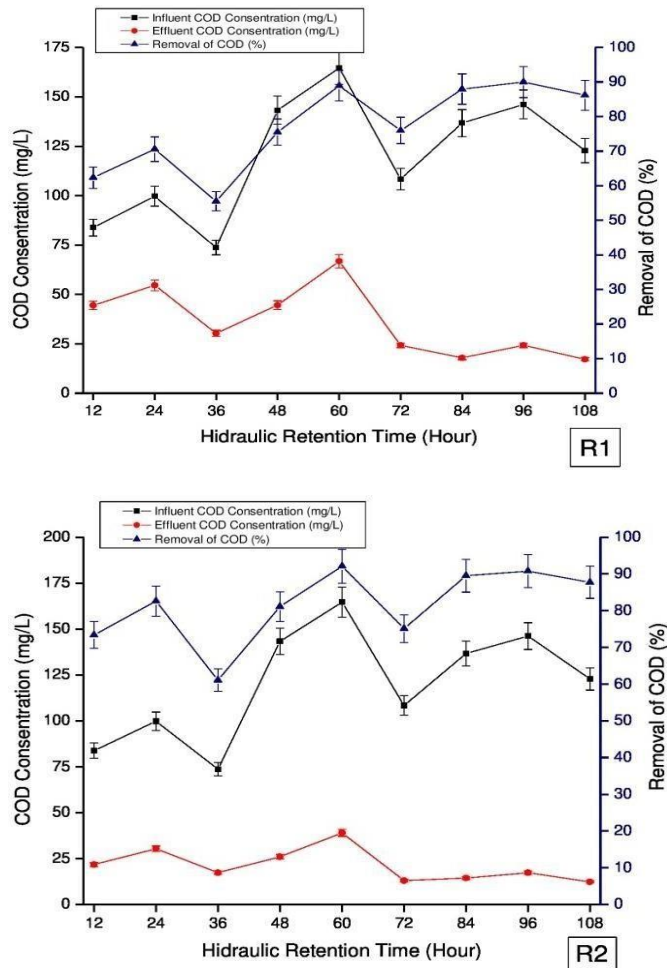 Influent COD Concentration (mg/L)
Effluent COD Concentration (mg/L)
Removal of COD (%)
175
150
125
100
75
50
25
0
COD Consentration (mg/L)
100
90
80
70
60
50
40
30
20
10
0
Removal of COD (%)
12 24 36 48 60 72 84 96 108
Hidraulic Retention Time (Hour)
R1
Influent COD Concentration (mg/L)
Effluent COD Concentration (mg/L)
Removal of COD (%)
200
175
150
125
100
75
50
25
0
COD Consentration (mg/L)
100
90
80
70
60
50
40
30
20
10
0
Removal of COD (%)
12 24 36 48 60 72 84 96 108
Hidraulic Retention Time (Hour)
R2